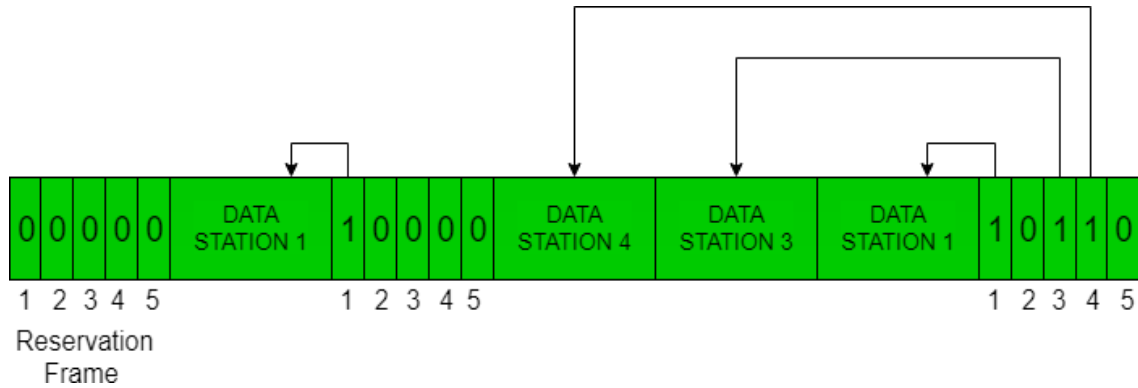 0 0 0 0 0 DATA STATION 1 1 0 0 0 0 DATA STATION 4 DATA STATION 3 DATA STATION 1 1 0 1 1 0
1 2 3 4 5 1 2 3 4 5 1 2 3 4 5
Reservation
Frame